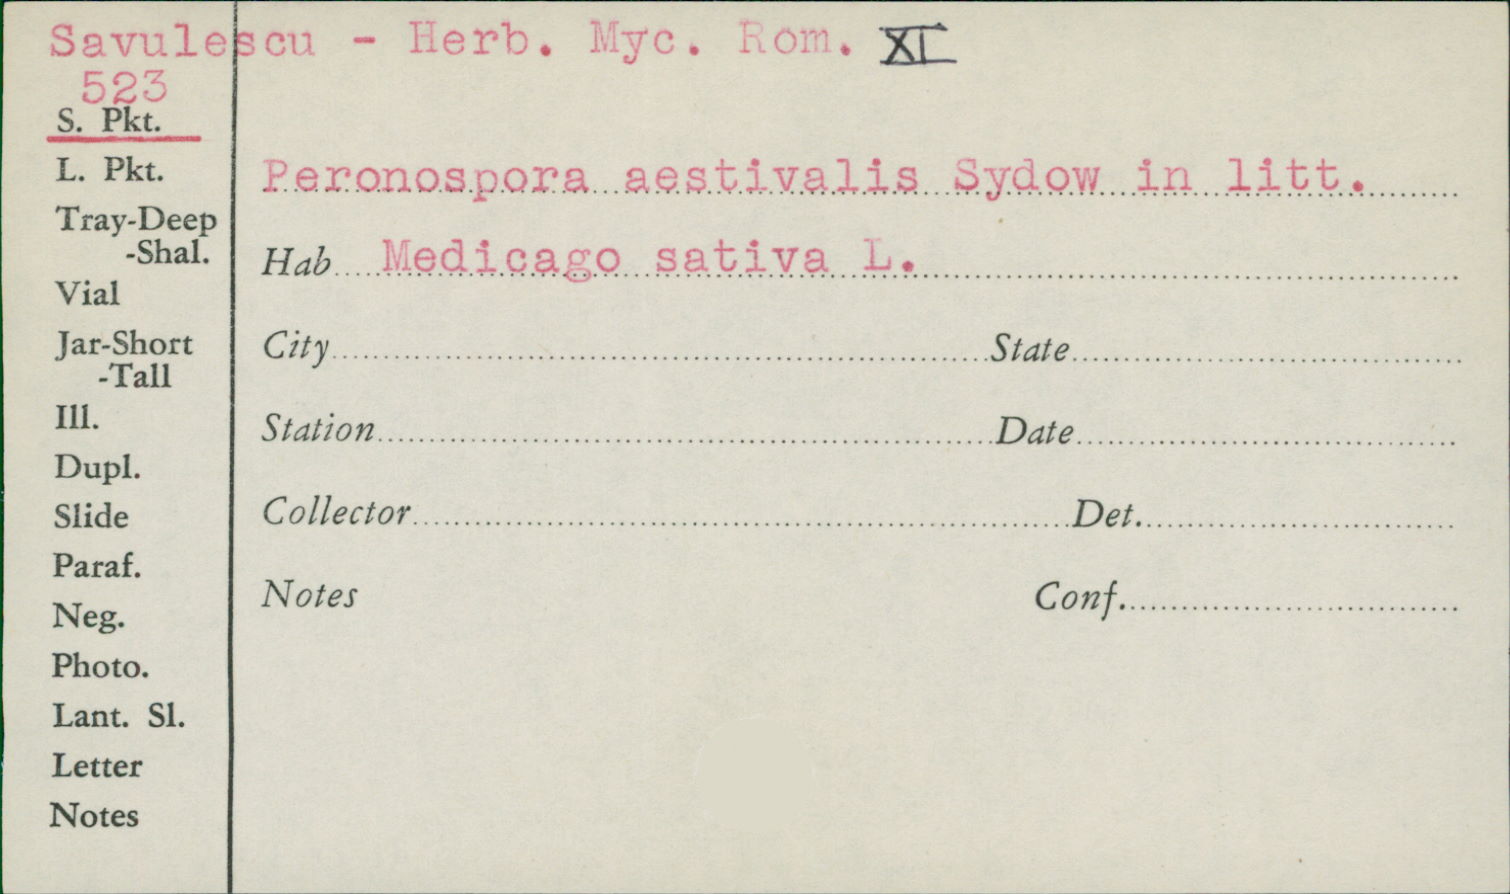 Savulescu - Herb. Myc. Rom. XI
523
S. Pkt.
L. Pkt.
Tray-Deep
-Shal.
Vial
Jar-Short
-Tall
Ill.
Dupl.
Slide
Paraf.
Neg.
Photo.
Lant. Sl.
Letter
Notes
Peronospora aestivalis Sydow in litt.
Hab Medicago sativa L.
City State
Station Date
Collector Det.
Notes Conf.